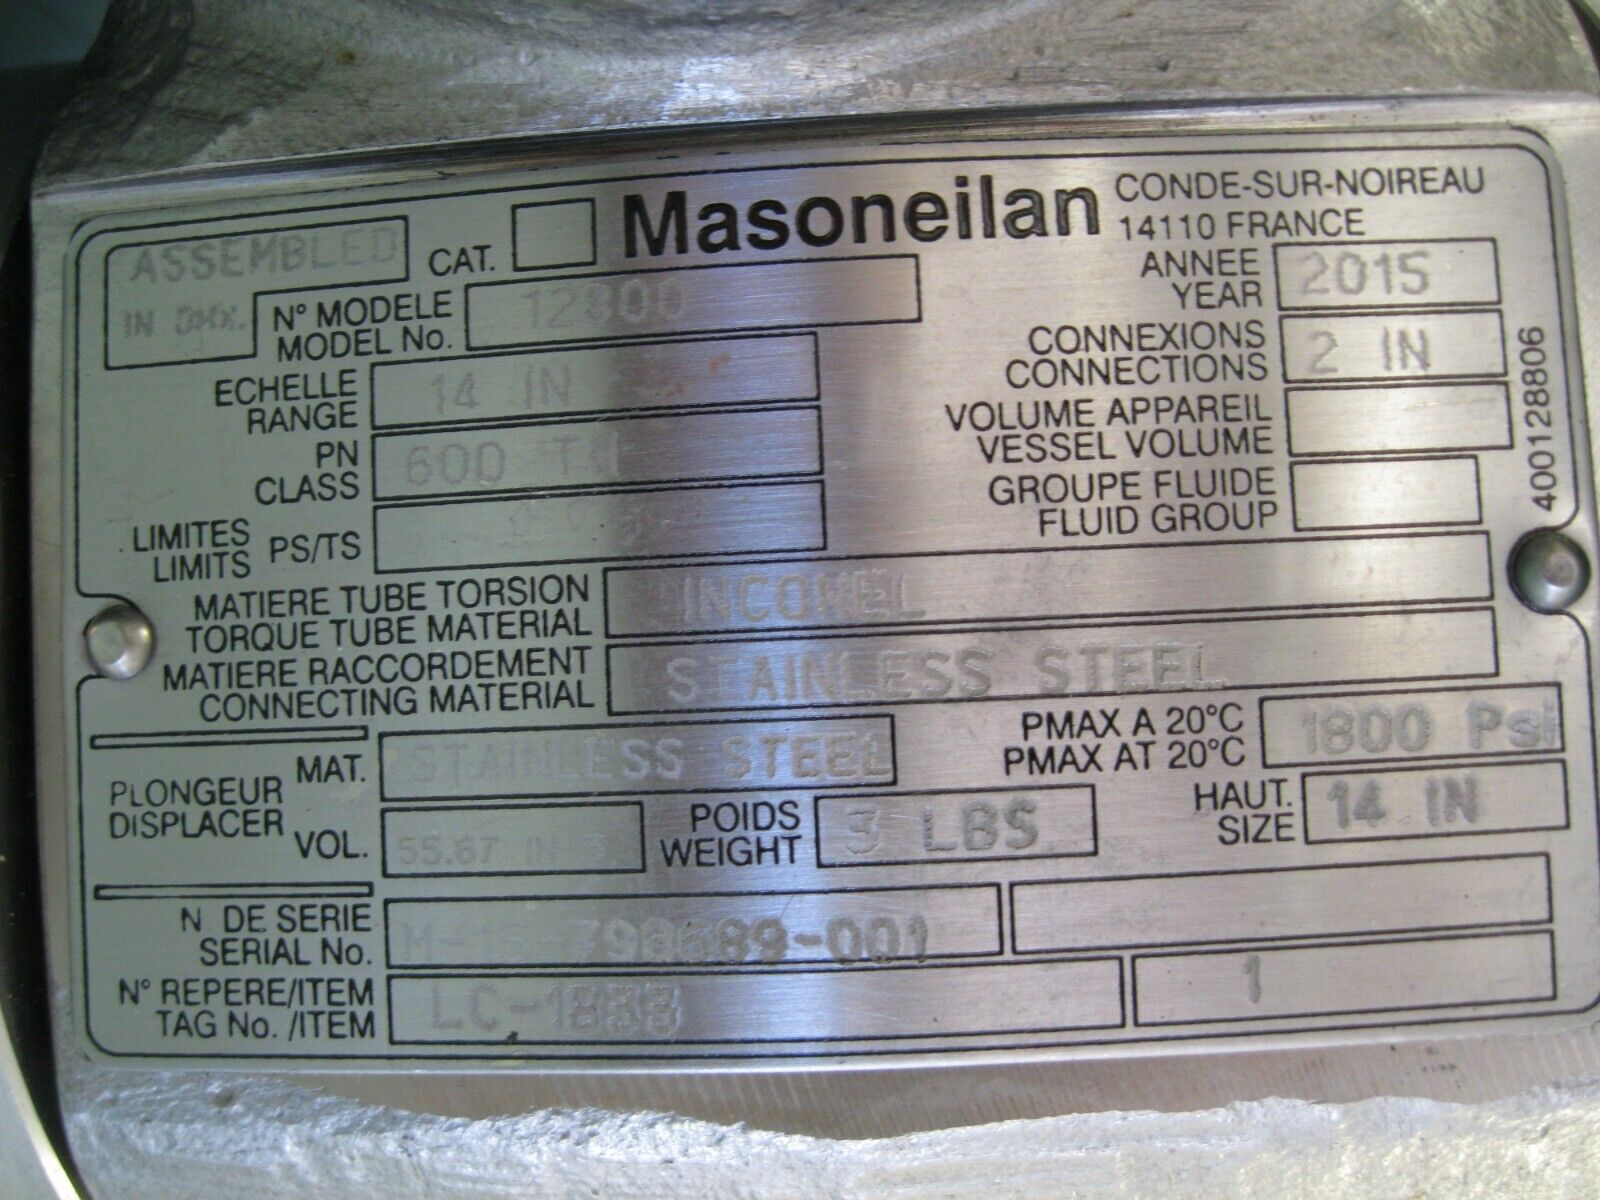 ASSEMBLED
CAT.
Masoneilan
CONDE-SUR-NOIREAU
14110 FRANCE
N° MODELE
MODEL No.
12800
ANNEE
YEAR
2015
ECHELLE
RANGE
14 IN
CONNEXIONS
CONNECTIONS
2 IN
PN
CLASS
600
VOLUME APPAREIL
VESSEL VOLUME
LIMITES
LIMITS
PS/TS
GROUPE FLUIDE
FLUID GROUP
400128806
MATIERE TUBE TORSION
TORQUE TUBE MATERIAL
INCONEL
MATIERE RACCORDEMENT
CONNECTING MATERIAL
STAINLESS STEEL
PLONGEUR
DISPLACER
MAT.
STAINLESS STEEL
PMAX A 20°C
PMAX AT 20°C
1800 Psi
VOL.
55.67 IN 3
POIDS
WEIGHT
3 LBS
HAUT.
SIZE
14 IN
N DE SERIE
SERIAL No.
N° REPERE/ITEM
TAG No. /ITEM
LC-1833
1